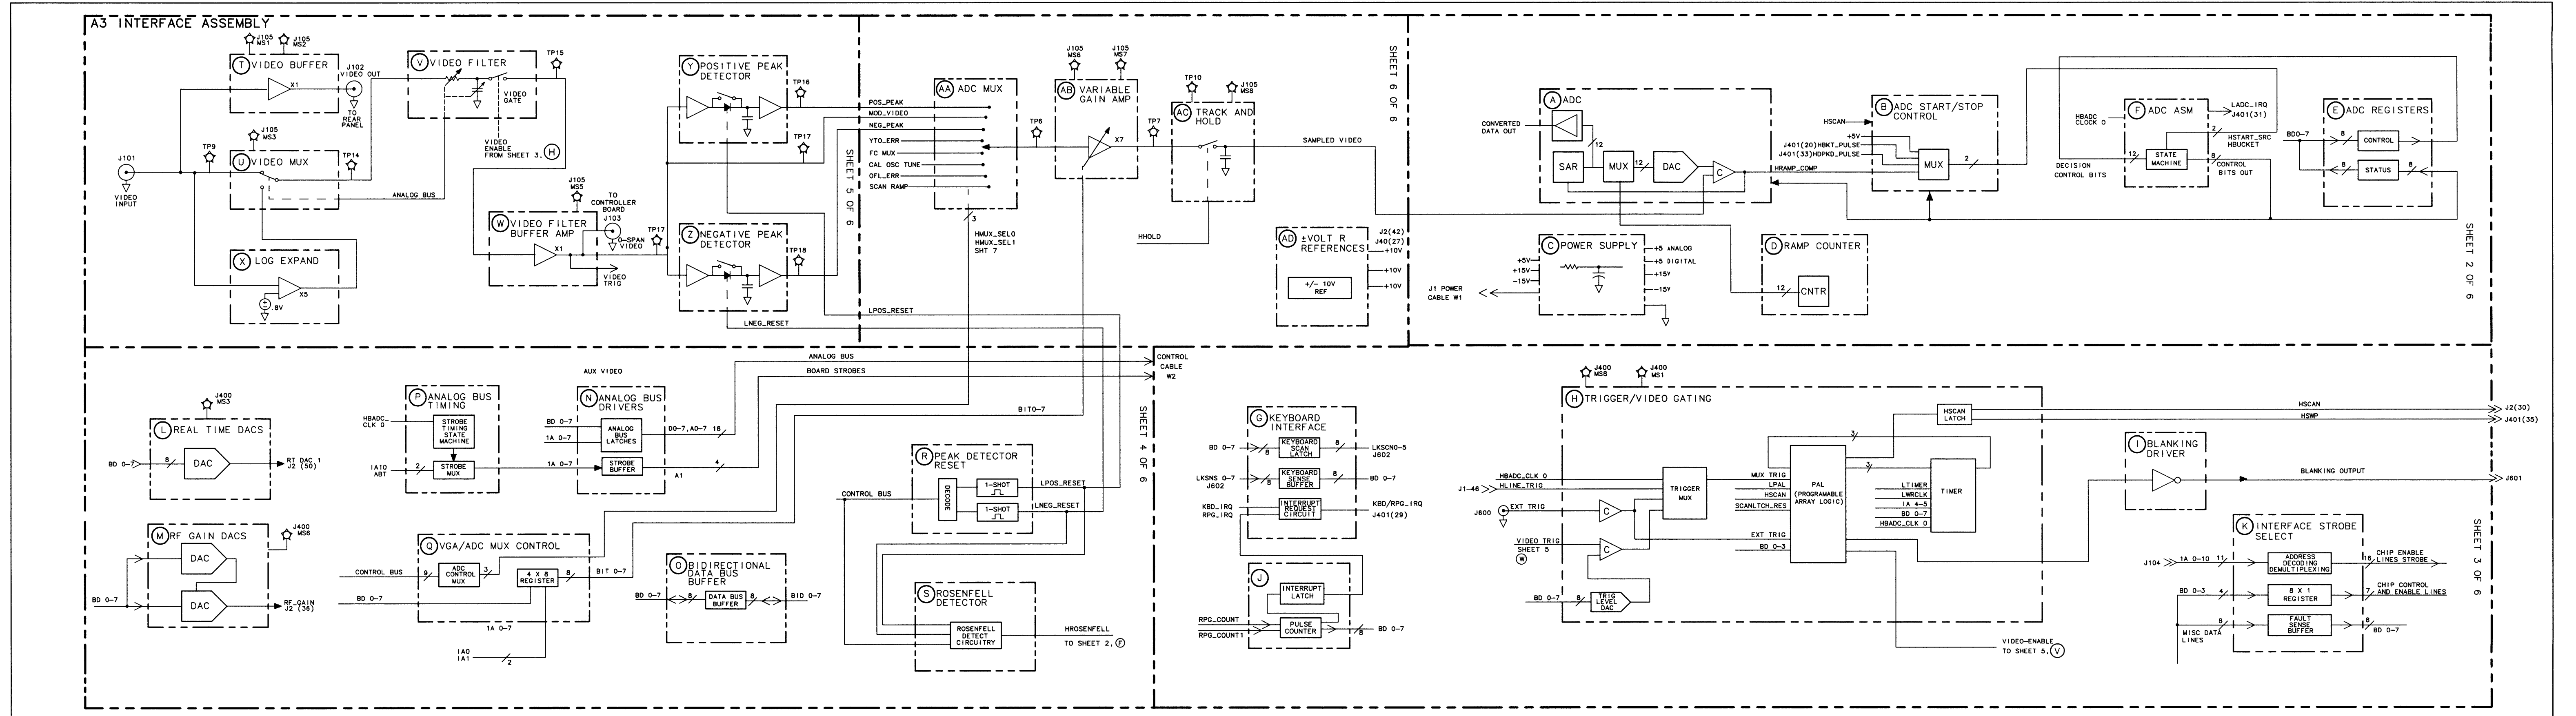 A3 INTERFACE ASSEMBLY
J105
MS1
J105
MS2
T VIDEO BUFFER
X1
J102
VIDEO OUT
TO
REAR
PANEL
V VIDEO FILTER
VIDEO
GATE
VIDEO
ENABLE
FROM SHEET 3, H
TP15
J105
MS3
TP9
U VIDEO MUX
TP14
J101
VIDEO
INPUT
ANALOG BUS
X LOG EXPAND
X5
.8V
J105
MS5
TO
CONTROLLER
BOARD
J103
W VIDEO FILTER
BUFFER AMP
X1
0-SPAN
VIDEO
VIDEO
TRIG
TP17
Y POSITIVE PEAK
DETECTOR
TP16
TP17
Z NEGATIVE PEAK
DETECTOR
TP18
LPOS_RESET
LNEG_RESET
SHEET 5 OF 6
POS_PEAK
MOD_VIDEO
NEG_PEAK
YTO_ERR
FC MUX
CAL OSC TUNE
OFL_ERR
SCAN RAMP
AA ADC MUX
3
HMUX_SEL0
HMUX_SEL1
SHT 7
TP6
J105
MS6
J105
MS7
AB VARIABLE
GAIN AMP
X7
TP7
TP10
J105
MS8
AC TRACK AND
HOLD
HHOLD
SAMPLED VIDEO
AD ±VOLT R
REFERENCES
+/- 10V
REF
J2(42)
J40(27)
+10V
+10V
+10V
SHEET 6 OF 6
A ADC
CONVERTED
DATA OUT
12
SAR
MUX
12
DAC
C
HRAMP_COMP
B ADC START/STOP
CONTROL
HSCAN
+5V
J401(20)HBKT_PULSE
J401(33)HDPKD_PULSE
MUX
2
F ADC ASM
HBADC
CLOCK 0
LADC_IRQ
J401(31)
2
HSTART_SRC
HBUCKET
STATE
MACHINE
12
8
DECISION
CONTROL BITS
CONTROL
BITS OUT
E ADC REGISTERS
BD0-7
8
CONTROL
8
8
STATUS
8
C POWER SUPPLY
+5V
+15V
-15V
+5 ANALOG
+5 DIGITAL
+15V
-15V
J1 POWER
CABLE W1
D RAMP COUNTER
12
CNTR
SHEET 2 OF 6
ANALOG BUS
BOARD STROBES
CONTROL
CABLE
W2
AUX VIDEO
J400
MS3
L REAL TIME DACS
BD 0-7
8
DAC
RT DAC 1
J2 (50)
P ANALOG BUS
TIMING
HBADC_
CLK 0
STROBE
TIMING
STATE
MACHINE
IA10
ABT
2
STROBE
MUX
N ANALOG BUS
DRIVERS
BD 0-7
1A 0-7
ANALOG
BUS
LATCHES
D0-7,A0-7 16
1A 0-7
STROBE
BUFFER
A1
4
M RF GAIN DACS
J400
MS6
DAC
DAC
BD 0-7
RF_GAIN
J2 (36)
Q VGA/ADC MUX CONTROL
CONTROL BUS
9
ADC
CONTROL
MUX
3
4 X 8
REGISTER
8
BIT 0-7
BD 0-7
1A 0-7
IA0
IA1
2
O BIDIRECTIONAL
DATA BUS
BUFFER
BD 0-7
8
DATA BUS
BUFFER
8
BID 0-7
R PEAK DETECTOR
RESET
CONTROL BUS
DECODE
1-SHOT
1-SHOT
LPOS_RESET
LNEG_RESET
BIT0-7
S ROSENFELL
DETECTOR
ROSENFELL
DETECT
CIRCUITRY
HROSENFELL
TO SHEET 2, F
SHEET 4 OF 6
G KEYBOARD
INTERFACE
BD 0-7
8
KEYBOARD
SCAN
LATCH
8
LKSCN0-5
J602
LKSNS 0-7
J602
8
KEYBOARD
SENSE
BUFFER
8
BD 0-7
KBD_IRQ
RPG_IRQ
INTERRUPT
REQUEST
CIRCUIT
KBD/RPG_IRQ
J401(29)
J
INTERRUPT
LATCH
RPG_COUNT
RPG_COUNT1
PULSE
COUNTER
8
BD 0-7
J400
MS8
J400
MS1
H TRIGGER/VIDEO GATING
HBADC_CLK 0
J1-46
HLINE_TRIG
J600
EXT TRIG
C
VIDEO TRIG
SHEET 5
W
C
BD 0-7
8
TRIG
LEVEL
DAC
TRIGGER
MUX
MUX TRIG
LPAL
HSCAN
SCANLTCH_RES
EXT TRIG
BD 0-3
PAL
(PROGRAMABLE
ARRAY LOGIC)
3
3
HSCAN
LATCH
LTIMER
LWRCLK
IA 4-5
BD 0-7
HBADC_CLK 0
TIMER
HSCAN
HSWP
J2(30)
J401(35)
I BLANKING
DRIVER
BLANKING OUTPUT
J601
VIDEO-ENABLE
TO SHEET 5, V
K INTERFACE STROBE
SELECT
J104
1A 0-10
11
ADDRESS
DECODING
DEMULTIPLEXING
16
CHIP ENABLE
LINES STROBE
BD 0-3
4
8 X 1
REGISTER
7
CHIP CONTROL
AND ENABLE LINES
MISC DATA
LINES
8
FAULT
SENSE
BUFFER
8
BD 0-7
SHEET 3 OF 6